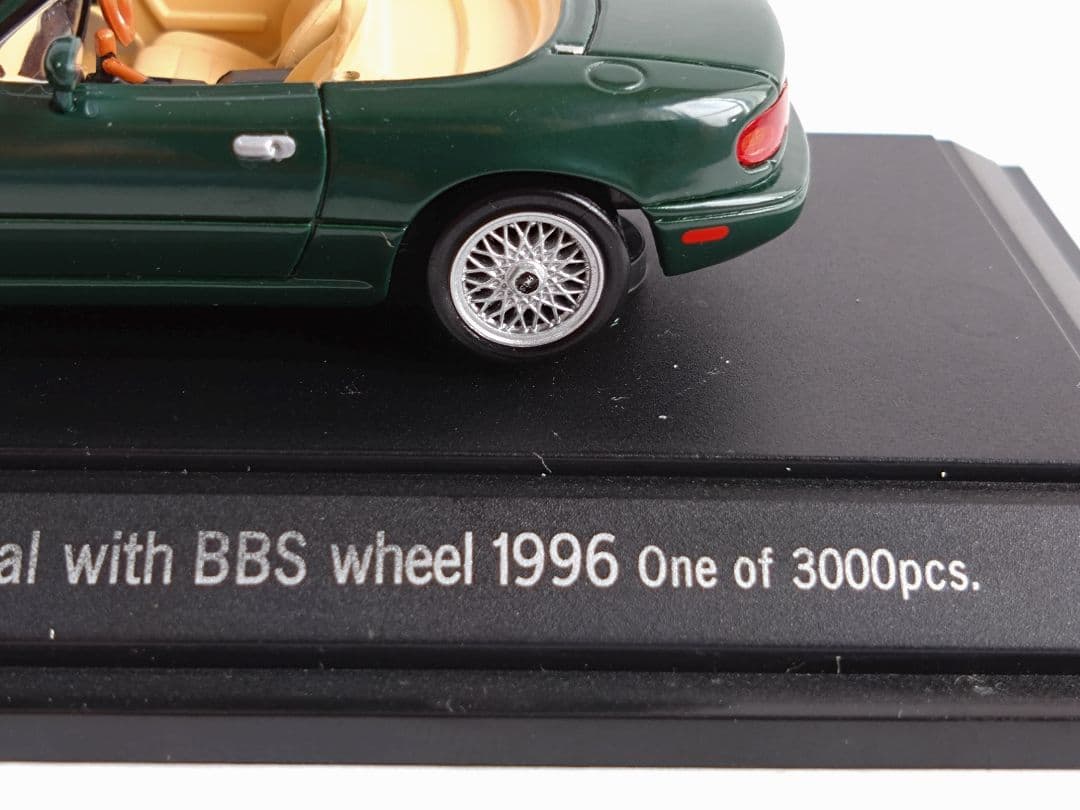 al with BBS wheel 1996 One of 3000pcs.